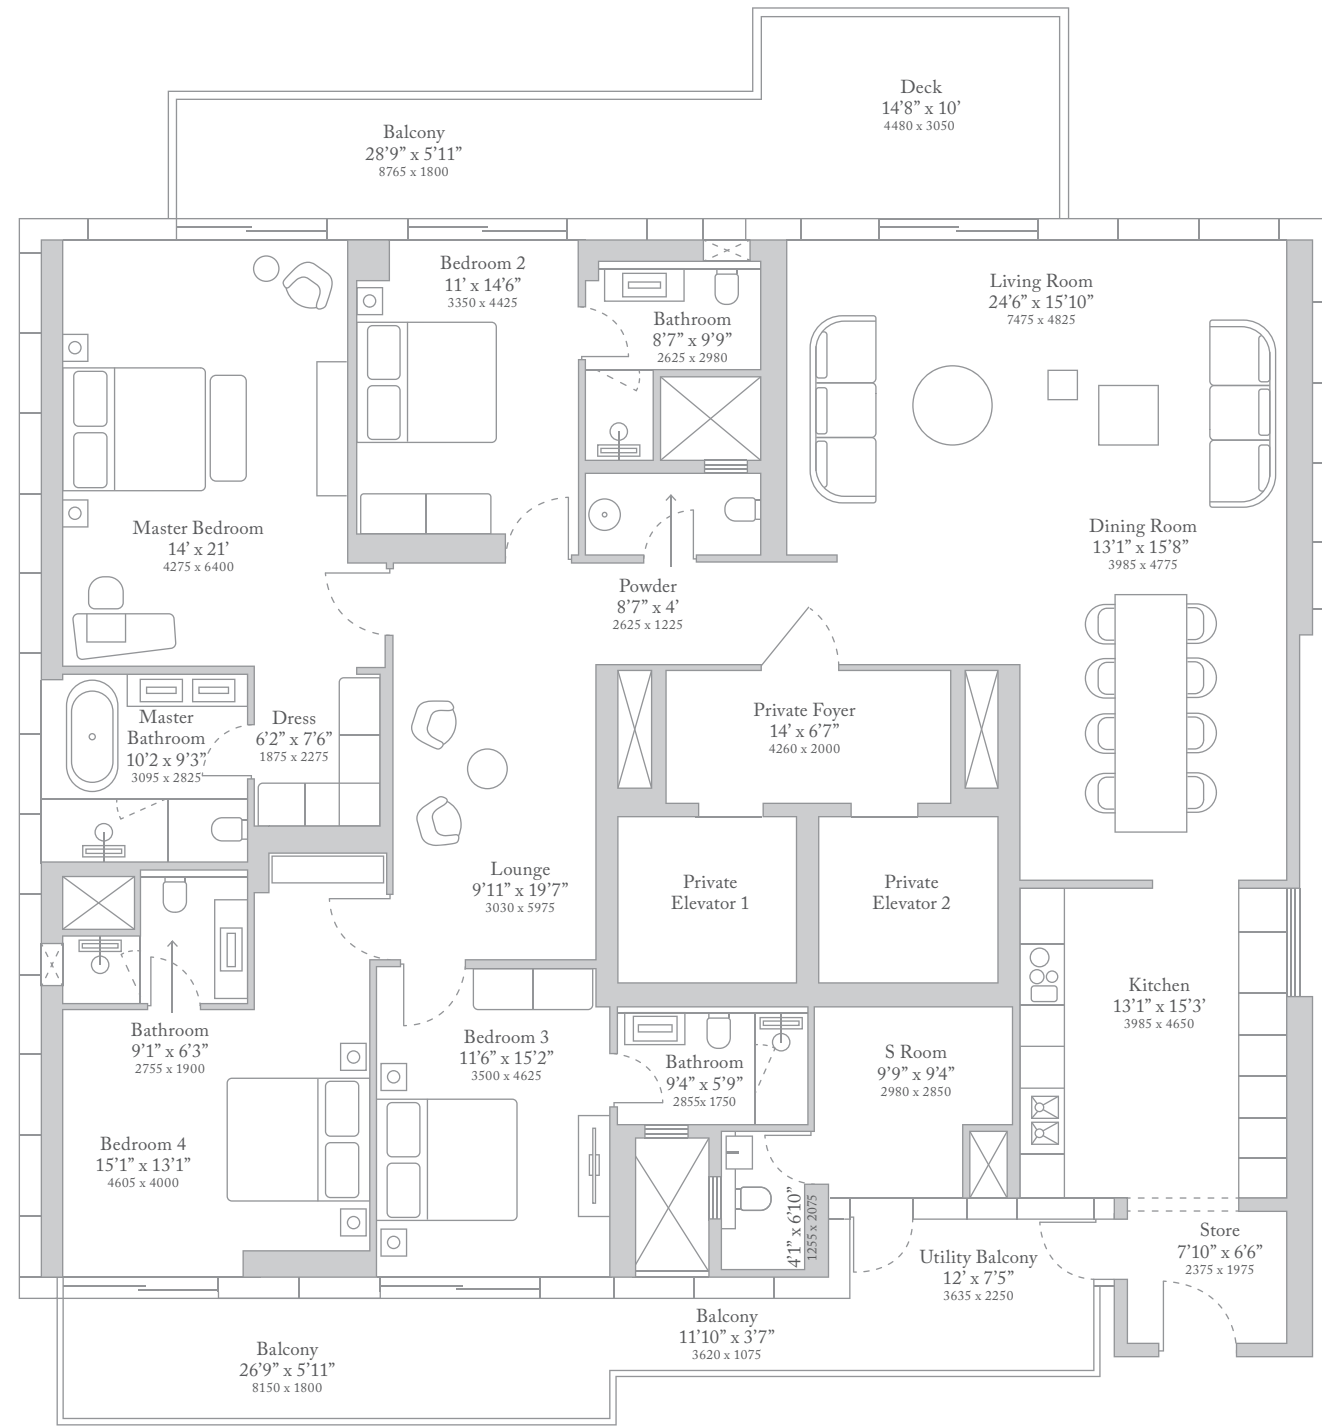 Deck
14’8” x 10’
4480 x 3050
Balcony
28’9” x 5’11”
8765 x 1800
Bedroom 2
11’ x 14’6”
3350 x 4425
Living Room
24’6” x 15’10”
7475 x 4825
Bathroom
8’7” x 9’9”
2625 x 2980
Master Bedroom
14’ x 21’
4275 x 6400
Dining Room
13’1” x 15’8”
3985 x 4775
Powder
8’7” x 4’
2625 x 1225
Master
Bathroom
10’2 x 9’3”
3095 x 2825
Dress
6’2” x 7’6”
1875 x 2275
Private Foyer
14’ x 6’7”
4260 x 2000
Lounge
9’11” x 19’7”
3030 x 5975
Private
Elevator 1
Private
Elevator 2
Kitchen
13’1” x 15’3’
3985 x 4650
Bathroom
9’1” x 6’3”
2755 x 1900
Bedroom 3
11’6” x 15’2”
3500 x 4625
Bathroom
9’4” x 5’9”
2855x 1750
S Room
9’9” x 9’4”
2980 x 2850
Bedroom 4
15’1” x 13’1”
4605 x 4000
4’1” x 6’10”
1255 x 2075
Utility Balcony
12’ x 7’5”
3635 x 2250
Store
7’10” x 6’6”
2375 x 1975
Balcony
11’10” x 3’7”
3620 x 1075
Balcony
26’9” x 5’11”
8150 x 1800